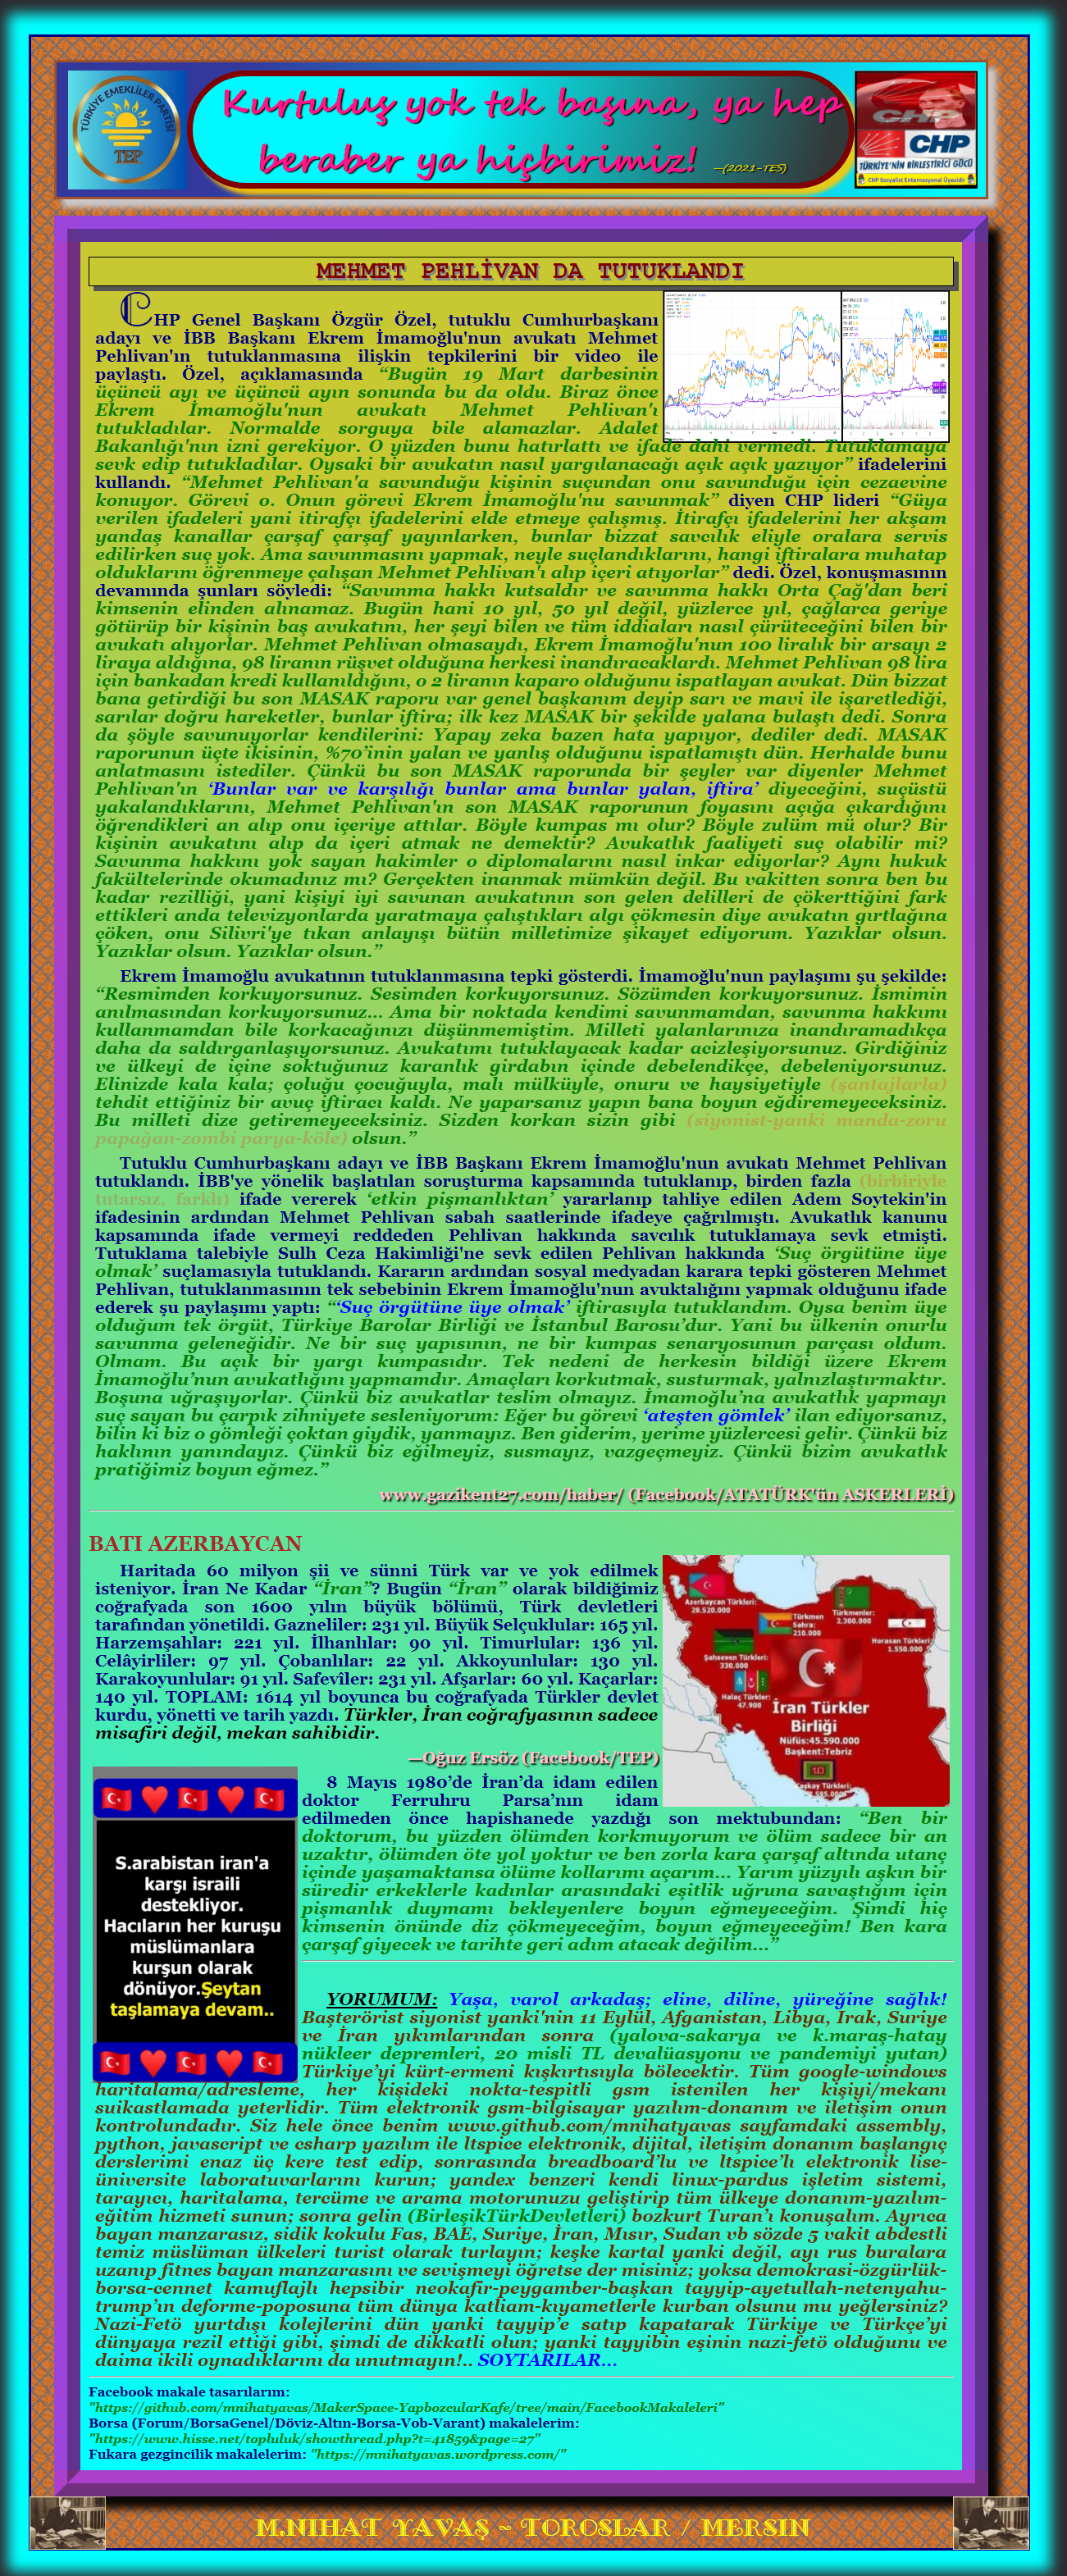 TÜRKİYE EMEKLİLER PARTİSİ
TEP
Kurtuluş yok tek başına, ya hep
beraber ya hiçbirimiz! —(2021-TES)
CHP
TÜRKİYE'NİN BİRLEŞTİRİCİ GÜCÜ
CHP Sosyalist Enternasyonal Üyesidir
MEHMET PEHLİVAN DA TUTUKLANDI
CHP Genel Başkanı Özgür Özel, tutuklu Cumhurbaşkanı
adayı ve İBB Başkanı Ekrem İmamoğlu'nun avukatı Mehmet
Pehlivan'ın tutuklanmasına ilişkin tepkilerini bir video ile
paylaştı. Özel, açıklamasında “Bugün 19 Mart darbesinin
üçüncü ayı ve üçüncü ayın sonunda bu da oldu. Biraz önce
Ekrem İmamoğlu'nun avukatı Mehmet Pehlivan'ı
tutukladılar. Normalde sorguya bile alamazlar. Adalet
Bakanlığı'nın izni gerekiyor. O yüzden bunu hatırlattı ve ifade dahi vermedi. Tutuklamaya
sevk edip tutukladılar. Oysaki bir avukatın nasıl yargılanacağı açık açık yazıyor” ifadelerini
kullandı. “Mehmet Pehlivan'a savunduğu kişinin suçundan onu savunduğu için cezaevine
konuyor. Görevi o. Onun görevi Ekrem İmamoğlu'nu savunmak” diyen CHP lideri “Güya
verilen ifadeleri yani itirafçı ifadelerini elde etmeye çalışmış. İtirafçı ifadelerini her akşam
yandaş kanallar çarşaf çarşaf yayınlarken, bunlar bizzat savcılık eliyle oralara servis
edilirken suç yok. Ama savunmasını yapmak, neyle suçlandıklarını, hangi iftiralara muhatap
olduklarını öğrenmeye çalışan Mehmet Pehlivan'ı alıp içeri atıyorlar” dedi. Özel, konuşmasının
devamında şunları söyledi: “Savunma hakkı kutsaldır ve savunma hakkı Orta Çağ'dan beri
kimsenin elinden alınamaz. Bugün hani 10 yıl, 50 yıl değil, yüzlerce yıl, çağlarca geriye
götürüp bir kişinin baş avukatını, her şeyi bilen ve tüm iddiaları nasıl çürüteceğini bilen bir
avukatı alıyorlar. Mehmet Pehlivan olmasaydı, Ekrem İmamoğlu'nun 100 liralık bir arsayı 2
liraya aldığına, 98 liranın rüşvet olduğuna herkesi inandıracaklardı. Mehmet Pehlivan 98 lira
için bankadan kredi kullanıldığını, o 2 liranın kaparo olduğunu ispatlayan avukat. Dün bizzat
bana getirdiği bu son MASAK raporu var genel başkanım deyip sarı ve mavi ile işaretlediği,
sarılar doğru hareketler, bunlar iftira; ilk kez MASAK bir şekilde yalana bulaştı dedi. Sonra
da şöyle savunuyorlar kendilerini: Yapay zeka bazen hata yapıyor, dediler dedi. MASAK
raporunun üçte ikisinin, %70’inin yalan ve yanlış olduğunu ispatlamıştı dün. Herhalde bunu
anlatmasını istediler. Çünkü bu son MASAK raporunda bir şeyler var diyenler Mehmet
Pehlivan'ın ‘Bunlar var ve karşılığı bunlar ama bunlar yalan, iftira’ diyeceğini, suçüstü
yakalandıklarını, Mehmet Pehlivan'ın son MASAK raporunun foyasını açığa çıkardığını
öğrendikleri an alıp onu içeriye attılar. Böyle kumpas mı olur? Böyle zulüm mü olur? Bir
kişinin avukatını alıp da içeri atmak ne demektir? Avukatlık faaliyeti suç olabilir mi?
Savunma hakkını yok sayan hakimler o diplomalarını nasıl inkar ediyorlar? Aynı hukuk
fakültelerinde okumadınız mı? Gerçekten inanmak mümkün değil. Bu vakitten sonra ben bu
kadar rezilliği, yani kişiyi iyi savunan avukatının son gelen delilleri de çökerttiğini fark
ettikleri anda televizyonlarda yaratmaya çalıştıkları algı çökmesin diye avukatın gırtlağına
çöken, onu Silivri'ye tıkan anlayışı bütün milletimize şikayet ediyorum. Yazıklar olsun.
Yazıklar olsun. Yazıklar olsun.”
Ekrem İmamoğlu avukatının tutuklanmasına tepki gösterdi. İmamoğlu'nun paylaşımı şu şekilde:
“Resmimden korkuyorsunuz. Sesimden korkuyorsunuz. Sözümden korkuyorsunuz. İsmimin
anılmasından korkuyorsunuz... Ama bir noktada kendimi savunmamdan, savunma hakkımı
kullanmamdan bile korkacağınızı düşünmemiştim. Milleti yalanlarınıza inandıramadıkça
daha da saldırganlaşıyorsunuz. Avukatımı tutuklayacak kadar acizleşiyorsunuz. Girdiğiniz
ve ülkeyi de içine soktuğunuz karanlık girdabın içinde debelendikçe, debeleniyorsunuz.
Elinizde kala kala; çoluğu çocuğuyla, malı mülküyle, onuru ve haysiyetiyle (şantajlarla)
tehdit ettiğiniz bir avuç iftiracı kaldı. Ne yaparsanız yapın bana boyun eğdiremeyeceksiniz.
Bu milleti dize getiremeyeceksiniz. Sizden korkan sizin gibi (siyonist-yanki manda-zoru
papağan-zombi parya-köle) olsun.”
Tutuklu Cumhurbaşkanı adayı ve İBB Başkanı Ekrem İmamoğlu'nun avukatı Mehmet Pehlivan
tutuklandı. İBB'ye yönelik başlatılan soruşturma kapsamında tutuklanıp, birden fazla (birbiriyle
tutarsız, farklı) ifade vererek ‘etkin pişmanlıktan’ yararlanıp tahliye edilen Adem Soytekin'in
ifadesinin ardından Mehmet Pehlivan sabah saatlerinde ifadeye çağrılmıştı. Avukatlık kanunu
kapsamında ifade vermeyi reddeden Pehlivan hakkında savcılık tutuklamaya sevk etmişti.
Tutuklama talebiyle Sulh Ceza Hakimliği'ne sevk edilen Pehlivan hakkında ‘Suç örgütüne üye
olmak’ suçlamasıyla tutuklandı. Kararın ardından sosyal medyadan karara tepki gösteren Mehmet
Pehlivan, tutuklanmasının tek sebebinin Ekrem İmamoğlu'nun avuktalığını yapmak olduğunu ifade
ederek şu paylaşımı yaptı: “‘Suç örgütüne üye olmak’ iftirasıyla tutuklandım. Oysa benim üye
olduğum tek örgüt, Türkiye Barolar Birliği ve İstanbul Barosu’dur. Yani bu ülkenin onurlu
savunma geleneğidir. Ne bir suç yapısının, ne bir kumpas senaryosunun parçası oldum.
Olmam. Bu açık bir yargı kumpasıdır. Tek nedeni de herkesin bildiği üzere Ekrem
İmamoğlu’nun avukatlığını yapmamdır. Amaçları korkutmak, susturmak, yalnızlaştırmaktır.
Boşuna uğraşıyorlar. Çünkü biz avukatlar teslim olmayız. İmamoğlu’na avukatlık yapmayı
suç sayan bu çarpık zihniyete sesleniyorum: Eğer bu görevi ‘ateşten gömlek’ ilan ediyorsanız,
bilin ki biz o gömleği çoktan giydik, yanmayız. Ben giderim, yerime yüzlercesi gelir. Çünkü biz
haklının yanındayız. Çünkü biz eğilmeyiz, susmayız, vazgeçmeyiz. Çünkü bizim avukatlık
pratiğimiz boyun eğmez.”
www.gazikent27.com/haber/ (Facebook/ATATÜRK'ün ASKERLERİ)
BATI AZERBAYCAN
Haritada 60 milyon şii ve sünni Türk var ve yok edilmek
isteniyor. İran Ne Kadar “İran”? Bugün “İran” olarak bildiğimiz
coğrafyada son 1600 yılın büyük bölümü, Türk devletleri
tarafından yönetildi. Gazneliler: 231 yıl. Büyük Selçuklular: 165 yıl.
Harzemşahlar: 221 yıl. İlhanlılar: 90 yıl. Timurlular: 136 yıl.
Celâyirliler: 97 yıl. Çobanlılar: 22 yıl. Akkoyunlular: 130 yıl.
Karakoyunlular: 91 yıl. Safevîler: 231 yıl. Afşarlar: 60 yıl. Kaçarlar:
140 yıl. TOPLAM: 1614 yıl boyunca bu coğrafyada Türkler devlet
kurdu, yönetti ve tarih yazdı. Türkler, İran coğrafyasının sadece
misafiri değil, mekan sahibidir.
—Oğuz Ersöz (Facebook/TEP)
Azerbaycan Türkleri:
29.520.000
Türkmen
Sahra:
210.000
Türkmenler:
2.300.000
Horasan Türkleri:
1.550.000
Şahseven Türkleri:
330.000
Halaç Türkleri:
47.900
İran Türkler
Birliği
Nüfus:45.590.000
Başkent:Tebriz
Kaşkay Türkleri:
8 Mayıs 1980’de İran’da idam edilen
doktor Ferruhru Parsa’nın idam
edilmeden önce hapishanede yazdığı son mektubundan: “Ben bir
doktorum, bu yüzden ölümden korkmuyorum ve ölüm sadece bir an
uzaktır, ölümden öte yol yoktur ve ben zorla kara çarşaf altında utanç
içinde yaşamaktansa ölüme kollarımı açarım... Yarım yüzyılı aşkın bir
süredir erkeklerle kadınlar arasındaki eşitlik uğruna savaştığım için
pişmanlık duymamı bekleyenlere boyun eğmeyeceğim. Şimdi hiç
kimsenin önünde diz çökmeyeceğim, boyun eğmeyeceğim! Ben kara
çarşaf giyecek ve tarihte geri adım atacak değilim...”
S.arabistan iran'a
karşı israili
destekliyor.
Hacıların her kuruşu
müslümanlara
kurşun olarak
dönüyor.Şeytan
taşlamaya devam..
YORUMUM: Yaşa, varol arkadaş; eline, diline, yüreğine sağlık!
Başterörist siyonist yanki'nin 11 Eylül, Afganistan, Libya, Irak, Suriye
ve İran yıkımlarından sonra (yalova-sakarya ve k.maraş-hatay
nükleer depremleri, 20 misli TL devalüasyonu ve pandemiyi yutan)
Türkiye’yi kürt-ermeni kışkırtısıyla bölecektir. Tüm google-windows
haritalama/adresleme, her kişideki nokta-tespitli gsm istenilen her kişiyi/mekanı
suikastlamada yeterlidir. Tüm elektronik gsm-bilgisayar yazılım-donanım ve iletişim onun
kontrolundadır. Siz hele önce benim www.github.com/mnihatyavas sayfamdaki assembly,
python, javascript ve csharp yazılım ile ltspice elektronik, dijital, iletişim donanım başlangıç
derslerimi enaz üç kere test edip, sonrasında breadboard’lu ve ltspice’lı elektronik lise-
üniversite laboratuvarlarını kurun; yandex benzeri kendi linux-pardus işletim sistemi,
tarayıcı, haritalama, tercüme ve arama motorunuzu geliştirip tüm ülkeye donanım-yazılım-
eğitim hizmeti sunun; sonra gelin (BirleşikTürkDevletleri) bozkurt Turan’ı konuşalım. Ayrıca
bayan manzarasız, sidik kokulu Fas, BAE, Suriye, İran, Mısır, Sudan vb sözde 5 vakit abdestli
temiz müslüman ülkeleri turist olarak turlayın; keşke kartal yanki değil, ayı rus buralara
uzanıp fitnes bayan manzarasını ve sevişmeyi öğretse der misiniz; yoksa demokrasi-özgürlük-
borsa-cennet kamuflajlı hepsibir neokafir-peygamber-başkan tayyip-ayetullah-netenyahu-
trump’ın deforme-poposuna tüm dünya katliam-kıyametlerle kurban olsunu mu yeğlersiniz?
Nazi-Fetö yurtdışı kolejlerini dün yanki tayyip’e satıp kapatarak Türkiye ve Türkçe’yi
dünyaya rezil ettiği gibi, şimdi de dikkatli olun; yanki tayyibin eşinin nazi-fetö olduğunu ve
daima ikili oynadıklarını da unutmayın!.. SOYTARILAR...
Facebook makale tasarılarım:
"https://github.com/mnihatyavas/MakerSpace-YapbozcularKafe/tree/main/FacebookMakaleleri"
Borsa (Forum/BorsaGenel/Döviz-Altın-Borsa-Vob-Varant) makalelerim:
"https://www.hisse.net/topluluk/showthread.php?t=41859&page=27"
Fukara gezgincilik makalelerim: "https://mnihatyavas.wordpress.com/"
M.NIHAT YAVAŞ ~ TOROSLAR / MERSIN